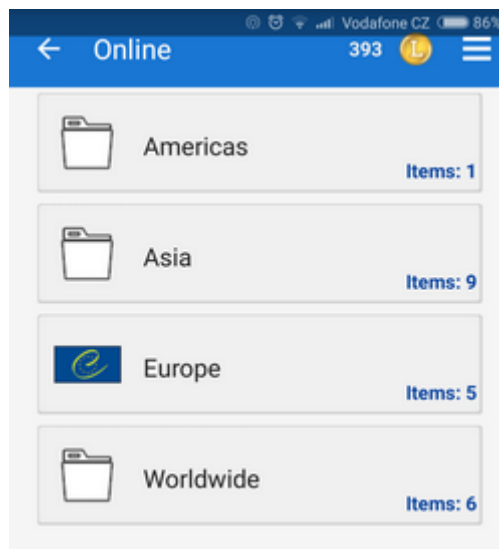 Vodafone CZ 86%
Online 393 L
Americas
Items: 1
Asia
Items: 9
Europe
Items: 5
Worldwide
Items: 6